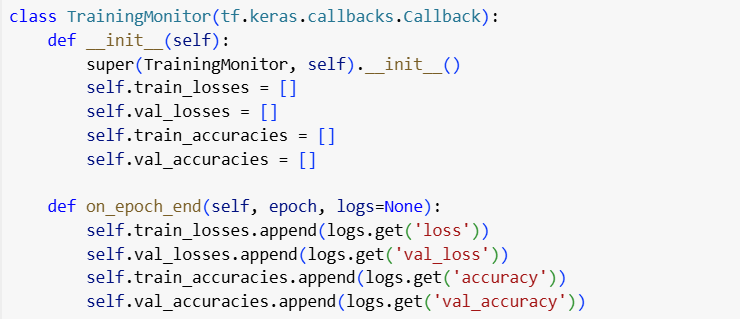 class TrainingMonitor(tf.keras.callbacks.Callback):
    def __init__(self):
        super(TrainingMonitor, self).__init__()
        self.train_losses = []
        self.val_losses = []
        self.train_accuracies = []
        self.val_accuracies = []

    def on_epoch_end(self, epoch, logs=None):
        self.train_losses.append(logs.get('loss'))
        self.val_losses.append(logs.get('val_loss'))
        self.train_accuracies.append(logs.get('accuracy'))
        self.val_accuracies.append(logs.get('val_accuracy'))